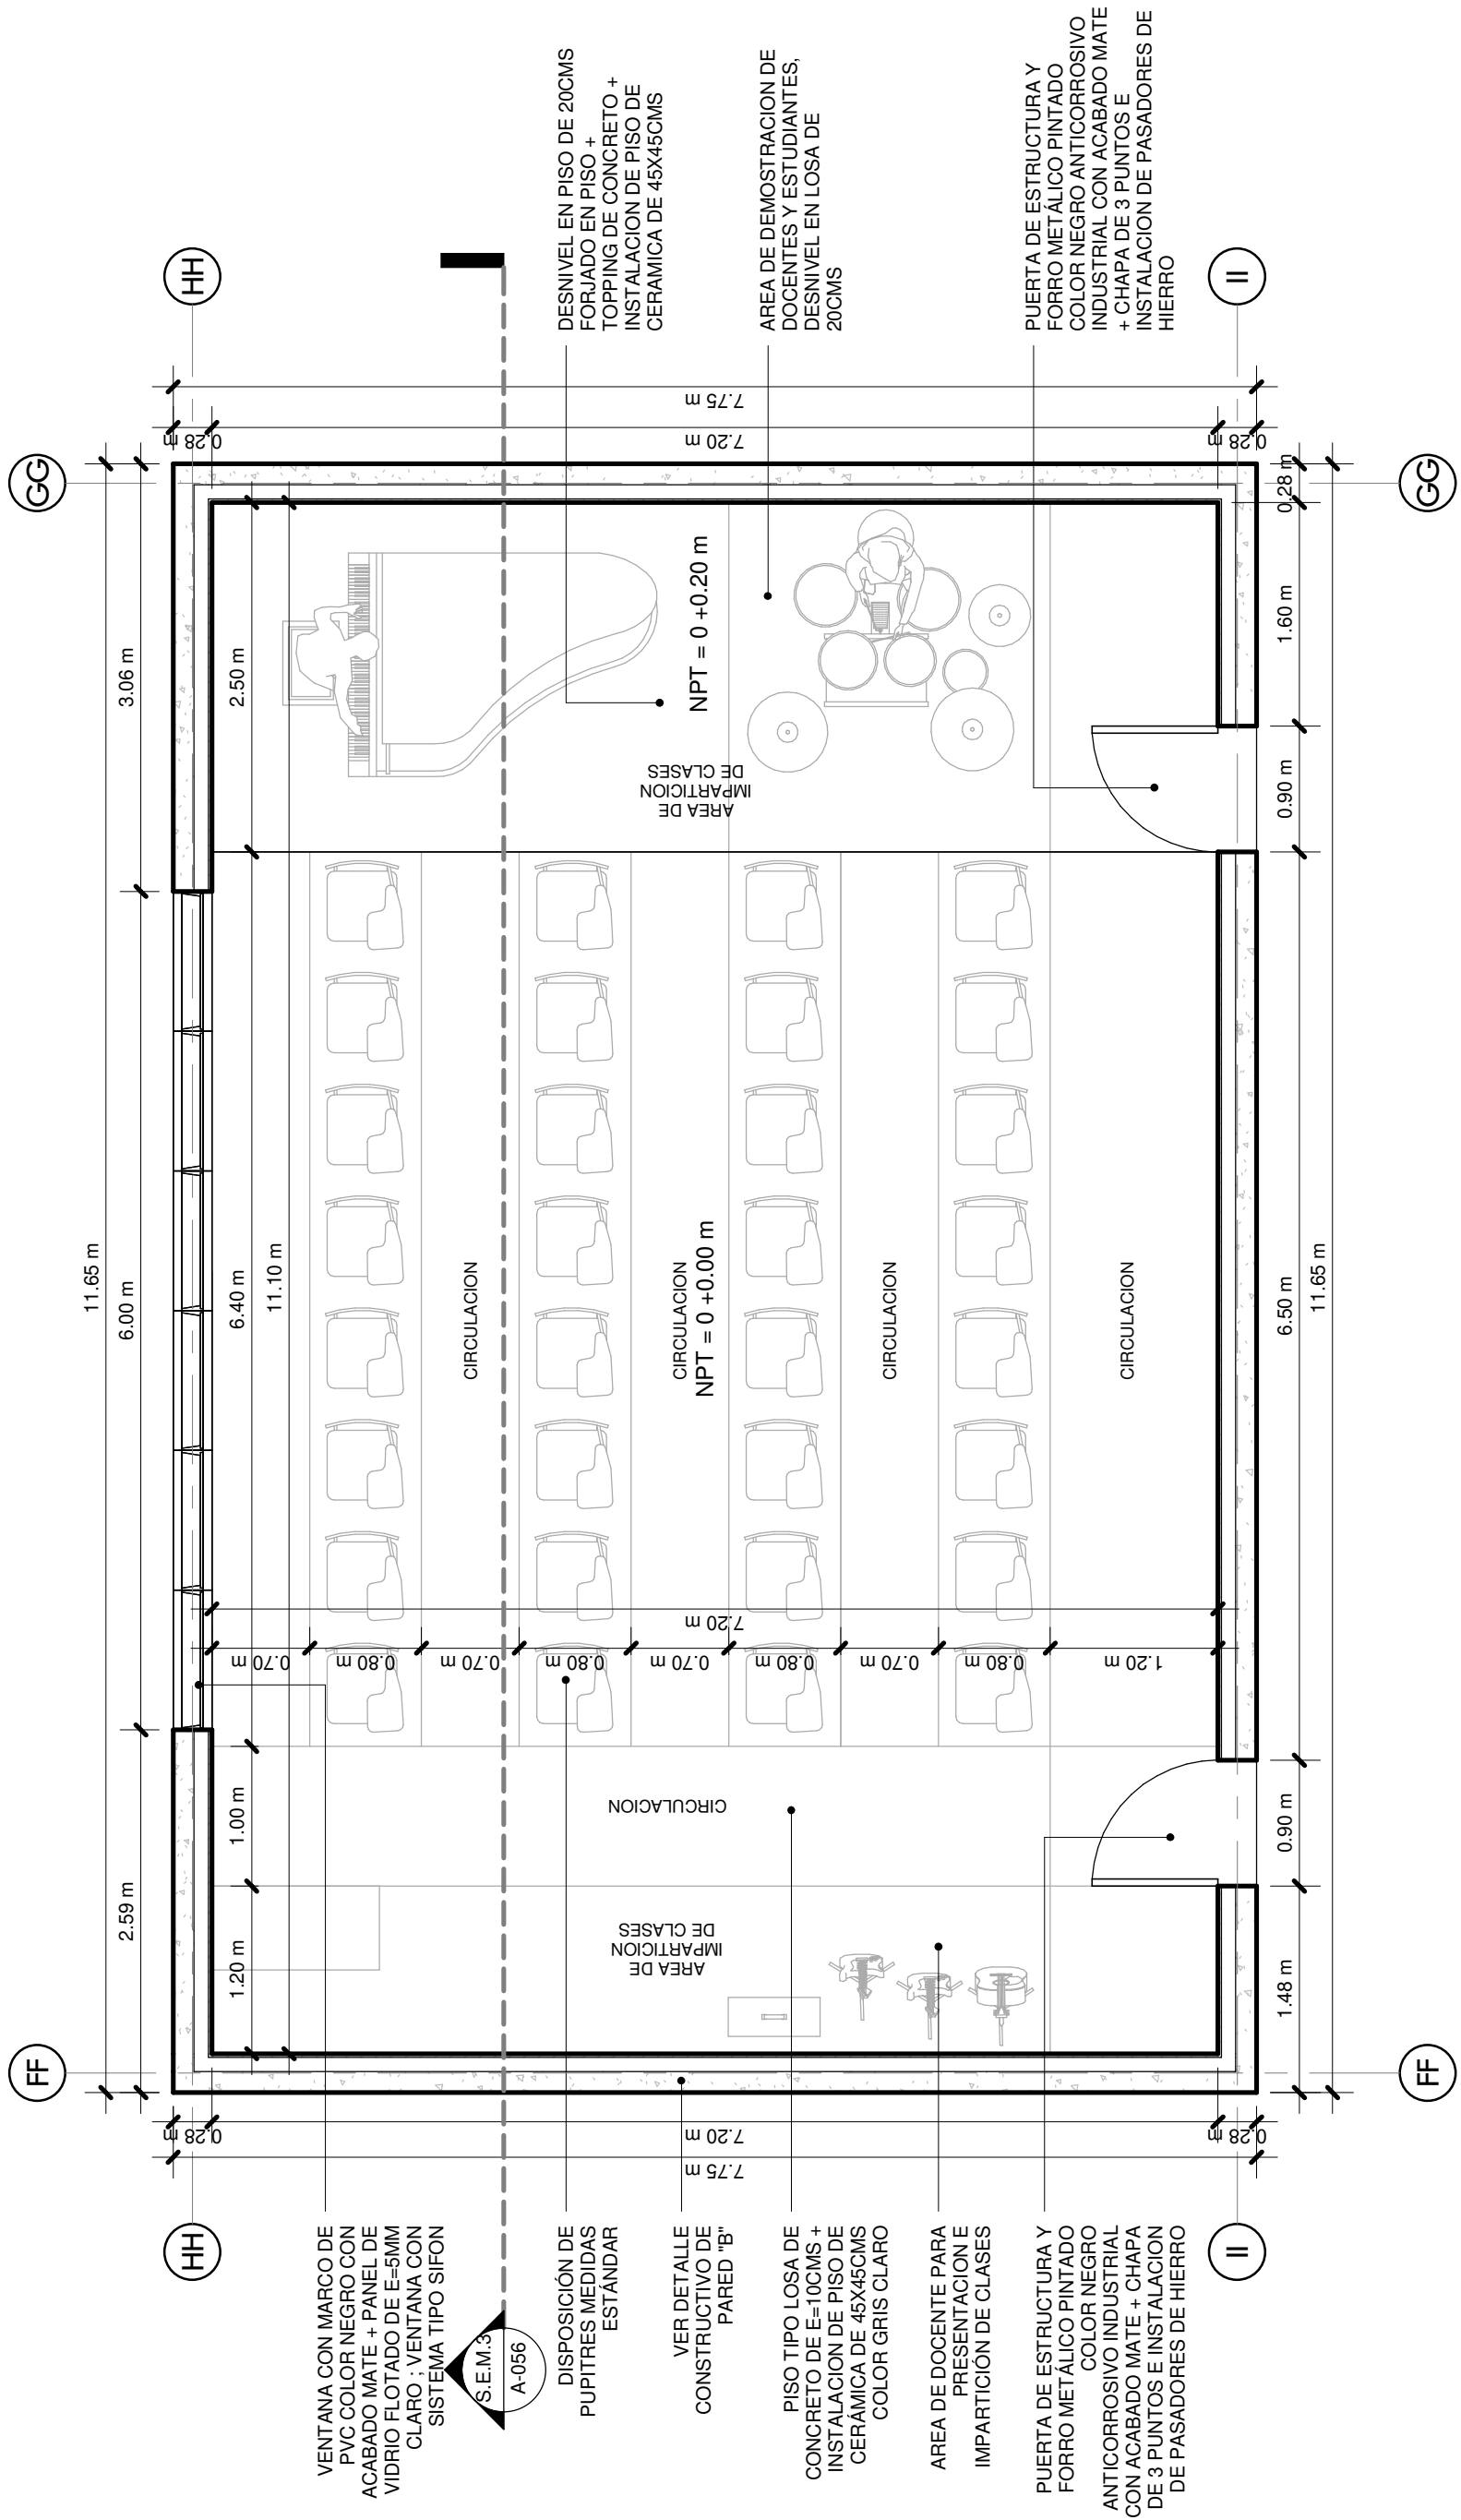 HH
II
GG
GG
FF
FF
HH
II
DESNIVEL EN PISO DE 20CMS
FORJADO EN PISO +
TOPPING DE CONCRETO +
INSTALACION DE PISO DE
CERAMICA DE 45X45CMS
AREA DE DEMOSTRACION DE
DOCENTES Y ESTUDIANTES,
DESNIVEL EN LOSA DE
20CMS
PUERTA DE ESTRUCTURA Y
FORRO METÁLICO PINTADO
COLOR NEGRO ANTICORROSIVO
INDUSTRIAL CON ACABADO MATE
+ CHAPA DE 3 PUNTOS E
INSTALACION DE PASADORES DE
HIERRO
7.75 m
0.28 m
7.20 m
0.28 m
11.65 m
3.06 m
6.00 m
2.59 m
2.50 m
6.40 m
11.10 m
1.00 m
1.20 m
0.28 m
1.60 m
0.90 m
6.50 m
0.90 m
1.48 m
11.65 m
NPT = 0 +0.20 m
AREA DE
IMPARTICION
DE CLASES
CIRCULACION
CIRCULACION
NPT = 0 +0.00 m
CIRCULACION
CIRCULACION
7.20 m
0.70 m
0.80 m
0.70 m
0.80 m
0.70 m
0.80 m
0.70 m
0.80 m
1.20 m
CIRCULACION
AREA DE
IMPARTICION
DE CLASES
0.28 m
7.20 m
0.28 m
7.75 m
VENTANA CON MARCO DE
PVC COLOR NEGRO CON
ACABADO MATE + PANEL DE
VIDRIO FLOTADO DE E=5MM
CLARO ; VENTANA CON
SISTEMA TIPO SIFON
S.E.M.3
A-056
DISPOSICIÓN DE
PUPITRES MEDIDAS
ESTÁNDAR
VER DETALLE
CONSTRUCTIVO DE
PARED "B"
PISO TIPO LOSA DE
CONCRETO DE E=10CMS +
INSTALACION DE PISO DE
CERÁMICA DE 45X45CMS
COLOR GRIS CLARO
AREA DE DOCENTE PARA
PRESENTACION E
IMPARTICIÓN DE CLASES
PUERTA DE ESTRUCTURA Y
FORRO METÁLICO PINTADO
COLOR NEGRO
ANTICORROSIVO INDUSTRIAL
CON ACABADO MATE + CHAPA
DE 3 PUNTOS E INSTALACION
DE PASADORES DE HIERRO